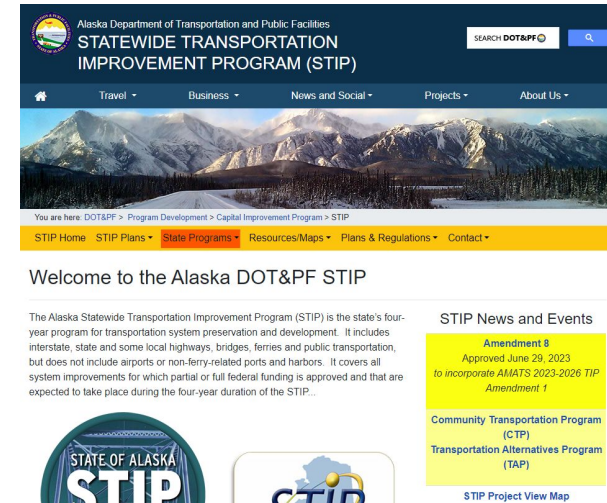 Alaska Department of Transportation and Public Facilities
STATEWIDE TRANSPORTATION
IMPROVEMENT PROGRAM (STIP)
SEARCH DOT&PF
Travel
Business
News and Social
Projects
About Us
You are here: DOT&PF > Program Development > Capital Improvement Program > STIP
STIP Home STIP Plans State Programs Resources/Maps Plans & Regulations Contact
Welcome to the Alaska DOT&PF STIP
The Alaska Statewide Transportation Improvement Program (STIP) is the state's four-
year program for transportation system preservation and development. It includes
interstate, state and some local highways, bridges, ferries and public transportation,
but does not include airports or non-ferry-related ports and harbors. It covers all
system improvements for which partial or full federal funding is approved and that are
expected to take place during the four-year duration of the STIP...
STIP News and Events
Amendment 8
Approved June 29, 2023
to incorporate AMATS 2023-2026 TIP
Amendment 1
Community Transportation Program
(CTP)
Transportation Alternatives Program
(TAP)
STIP Project View Map
STATE OF ALASKA
STIP
STIP